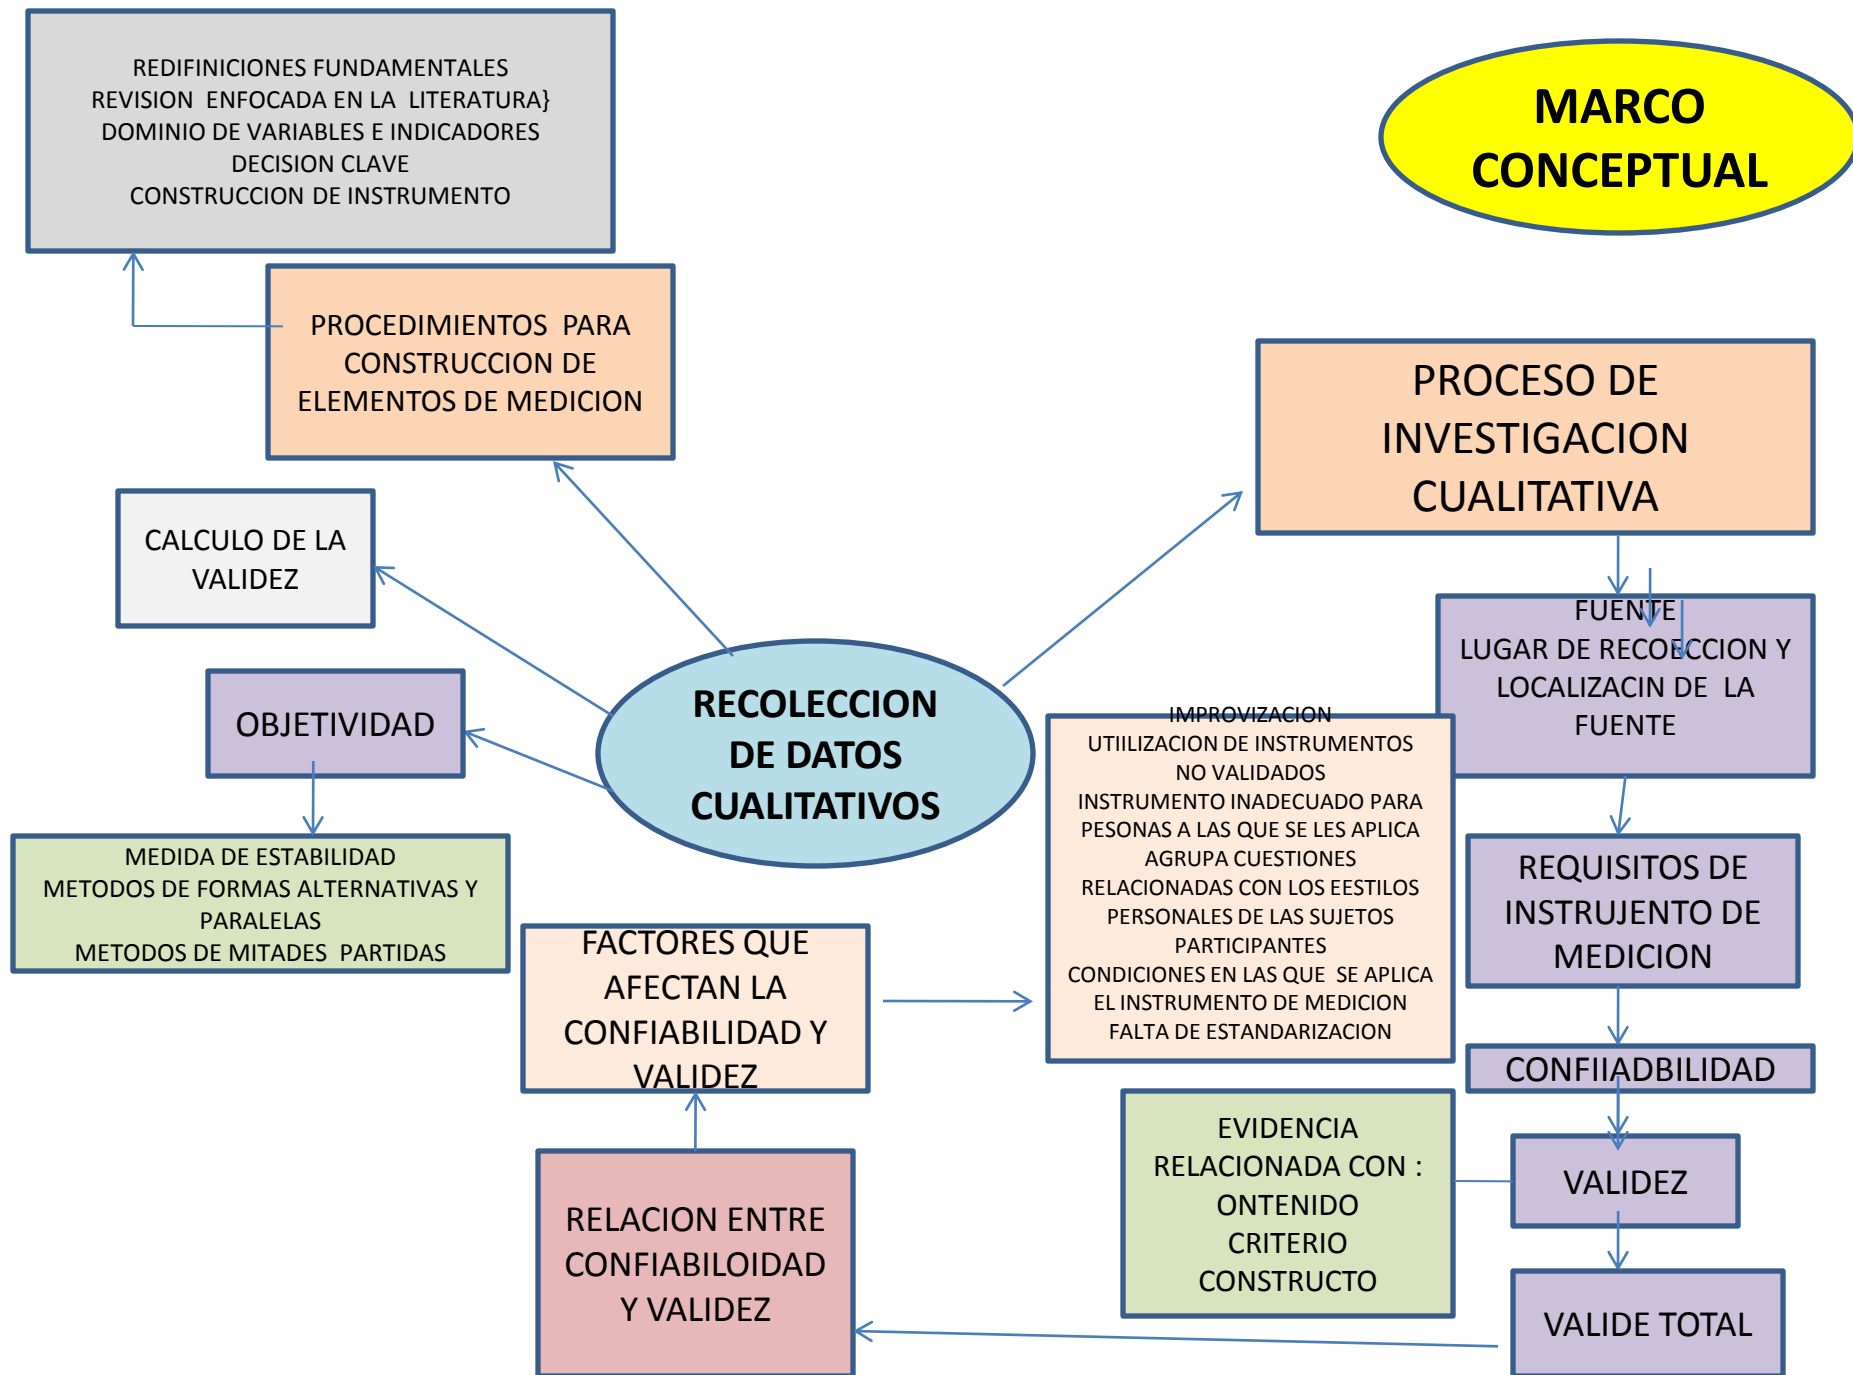 REDIFINICIONES FUNDAMENTALES
REVISION ENFOCADA EN LA LITERATURA}
DOMINIO DE VARIABLES E INDICADORES
DECISION CLAVE
CONSTRUCCION DE INSTRUMENTO
MARCO
CONCEPTUAL
PROCEDIMIENTOS PARA
CONSTRUCCION DE
ELEMENTOS DE MEDICION
PROCESO DE
INVESTIGACION
CUALITATIVA
CALCULO DE LA
VALIDEZ
FUENTE
LUGAR DE RECOECCION Y
LOCALIZACIN DE LA
FUENTE
OBJETIVIDAD
RECOLECCION
DE DATOS
CUALITATIVOS
IMPROVIZACION
UTIILIZACION DE INSTRUMENTOS
NO VALIDADOS
INSTRUMENTO INADECUADO PARA
PESONAS A LAS QUE SE LES APLICA
AGRUPA CUESTIONES
RELACIONADAS CON LOS EESTILOS
PERSONALES DE LAS SUJETOS
PARTICIPANTES
CONDICIONES EN LAS QUE SE APLICA
EL INSTRUMENTO DE MEDICION
FALTA DE ESTANDARIZACION
MEDIDA DE ESTABILIDAD
METODOS DE FORMAS ALTERNATIVAS Y
PARALELAS
METODOS DE MITADES PARTIDAS
REQUISITOS DE
INSTRUJENTO DE
MEDICION
FACTORES QUE
AFECTAN LA
CONFIABILIDAD Y
VALIDEZ
CONFIIADBILIDAD
EVIDENCIA
RELACIONADA CON :
ONTENIDO
CRITERIO
CONSTRUCTO
VALIDEZ
RELACION ENTRE
CONFIABILOIDAD
Y VALIDEZ
VALIDE TOTAL